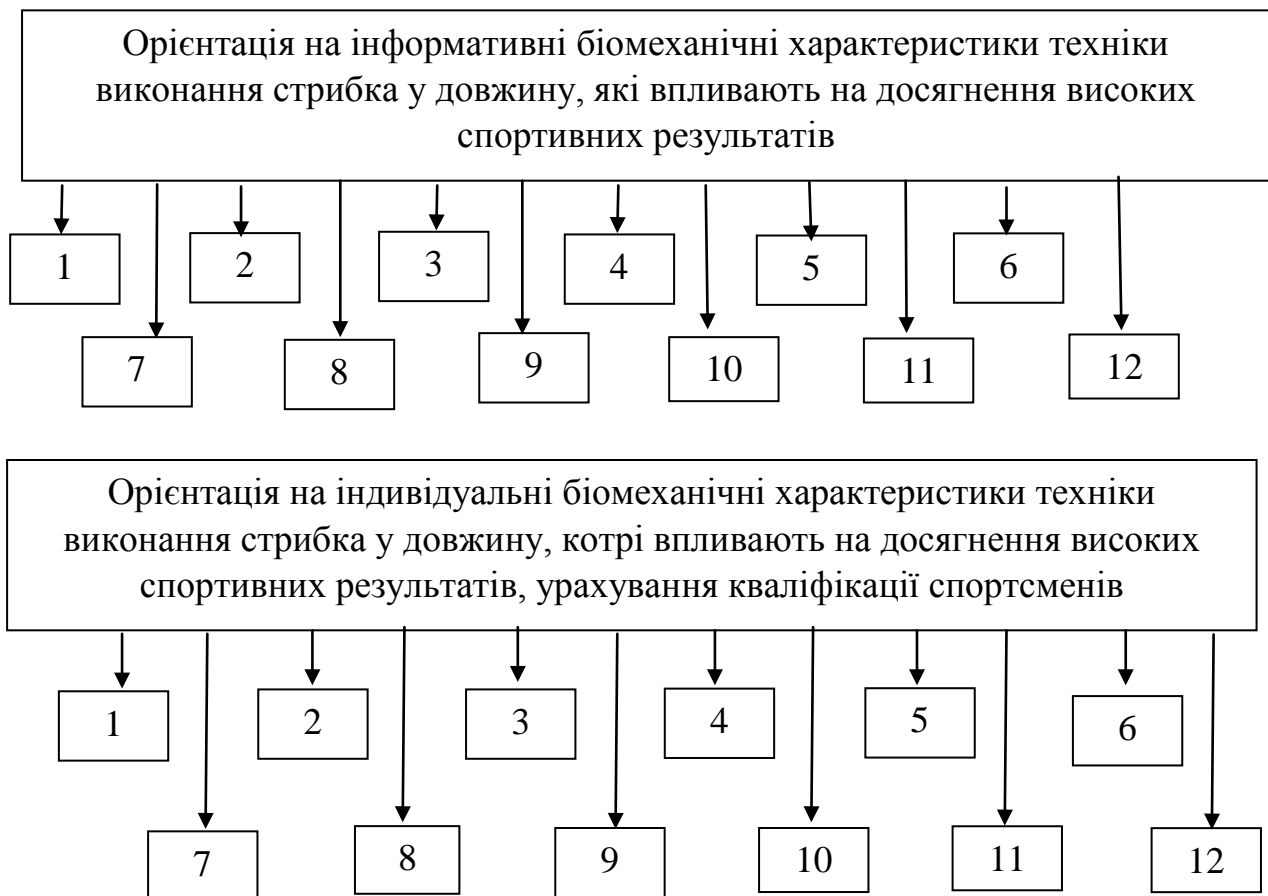 Орієнтація на інформативні біомеханічні характеристики техніки
виконання стрибка у довжину, які впливають на досягнення високих
спортивних результатів
1 2 3 4 5 6
7 8 9 10 11 12
Орієнтація на індивідуальні біомеханічні характеристики техніки
виконання стрибка у довжину, котрі впливають на досягнення високих
спортивних результатів, урахування кваліфікації спортсменів
1 2 3 4 5 6
7 8 9 10 11 12